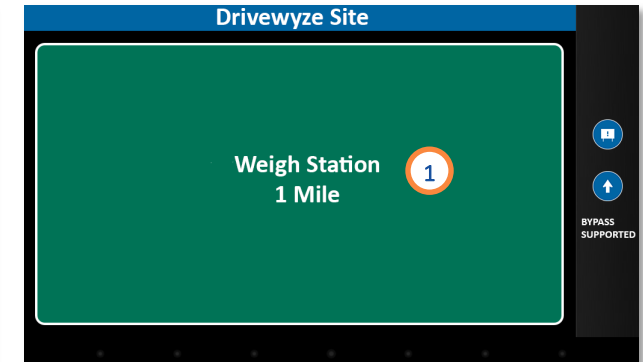 Drivewyze Site
Weigh Station
1 Mile
1
BYPASS
SUPPORTED